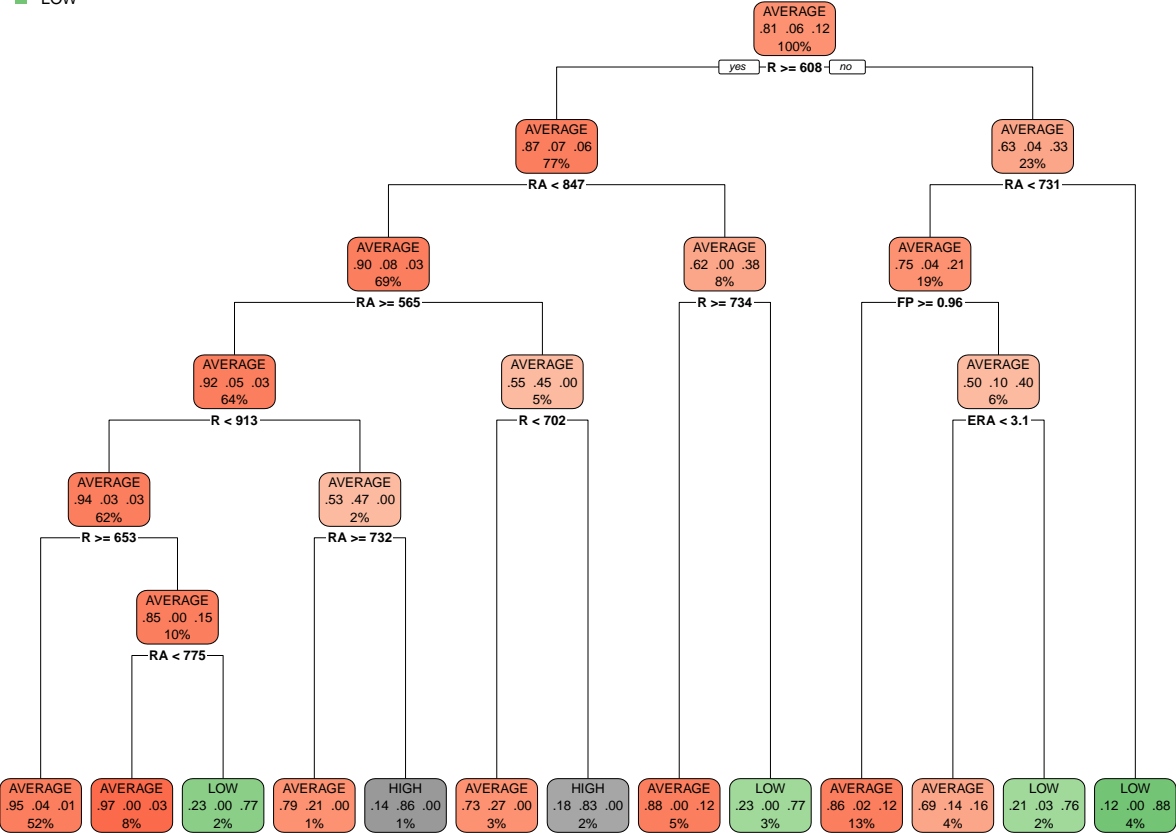 LOW
AVERAGE
.81 .06 .12
100%
yes R >= 608 no
AVERAGE
.87 .07 .06
77%
RA < 847
AVERAGE
.63 .04 .33
23%
RA < 731
AVERAGE
.90 .08 .03
69%
RA >= 565
AVERAGE
.62 .00 .38
8%
R >= 734
AVERAGE
.75 .04 .21
19%
FP >= 0.96
AVERAGE
.92 .05 .03
64%
R < 913
AVERAGE
.55 .45 .00
5%
R < 702
AVERAGE
.50 .10 .40
6%
ERA < 3.1
AVERAGE
.94 .03 .03
62%
R >= 653
AVERAGE
.53 .47 .00
2%
RA >= 732
AVERAGE
.85 .00 .15
10%
RA < 775
AVERAGE
.95 .04 .01
52%
AVERAGE
.97 .00 .03
8%
LOW
.23 .00 .77
2%
AVERAGE
.79 .21 .00
1%
HIGH
.14 .86 .00
1%
AVERAGE
.73 .27 .00
3%
HIGH
.18 .83 .00
2%
AVERAGE
.88 .00 .12
5%
LOW
.23 .00 .77
3%
AVERAGE
.86 .02 .12
13%
AVERAGE
.69 .14 .16
4%
LOW
.21 .03 .76
2%
LOW
.12 .00 .88
4%